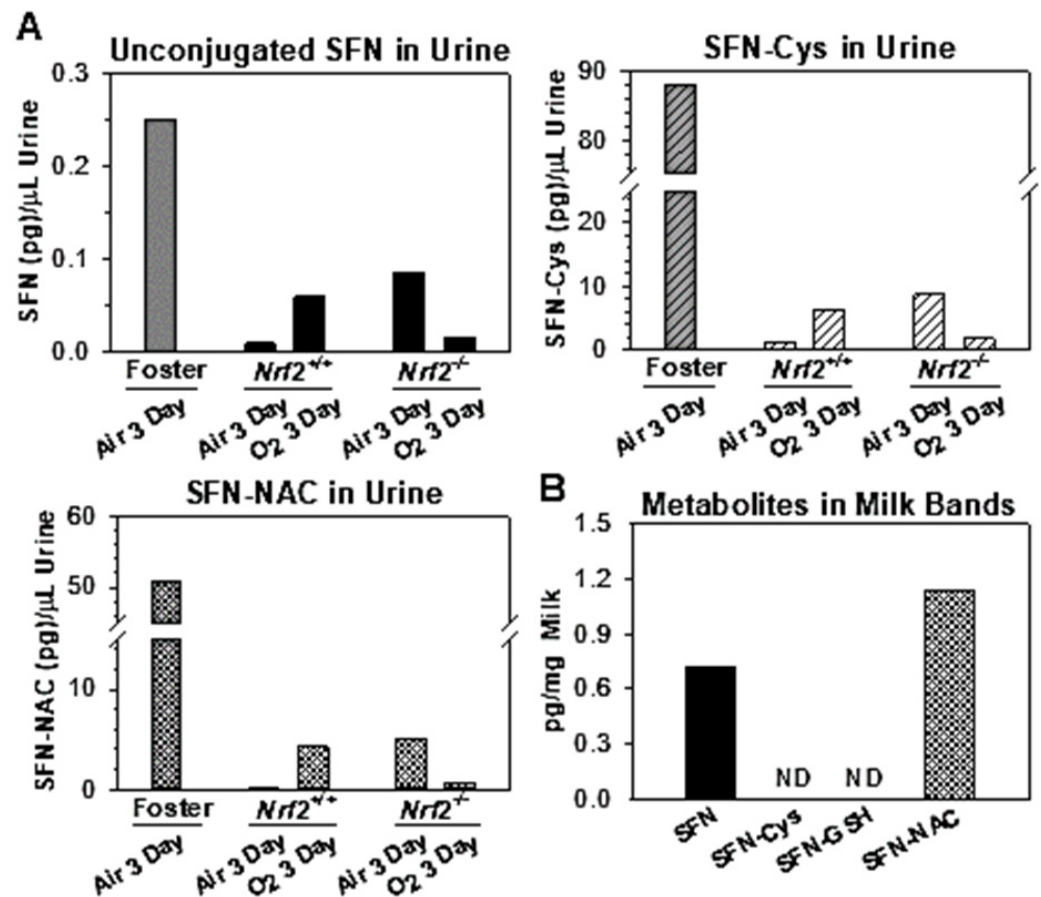 A
Unconjugated SFN in Urine
SFN (pg)/µL Urine
0.3
0.2
0.1
0.0
Foster
Nrf2+/+
Nrf2-/-
Air 3 Day
Air 3 Day
O2 3 Day
Air 3 Day
O2 3 Day
SFN-Cys in Urine
SFN-Cys (pg)/µL Urine
90
80
20
10
0
Foster
Nrf2+/+
Nrf2-/-
Air 3 Day
Air 3 Day
O2 3 Day
Air 3 Day
O2 3 Day
SFN-NAC in Urine
SFN-NAC (pg)/µL Urine
60
50
10
0
Foster
Nrf2+/+
Nrf2-/-
Air 3 Day
Air 3 Day
O2 3 Day
Air 3 Day
O2 3 Day
B
Metabolites in Milk Bands
pg/mg Milk
1.5
1.2
0.9
0.6
0.3
0.0
ND
ND
SFN
SFN-Cys
SFN-GSH
SFN-NAC